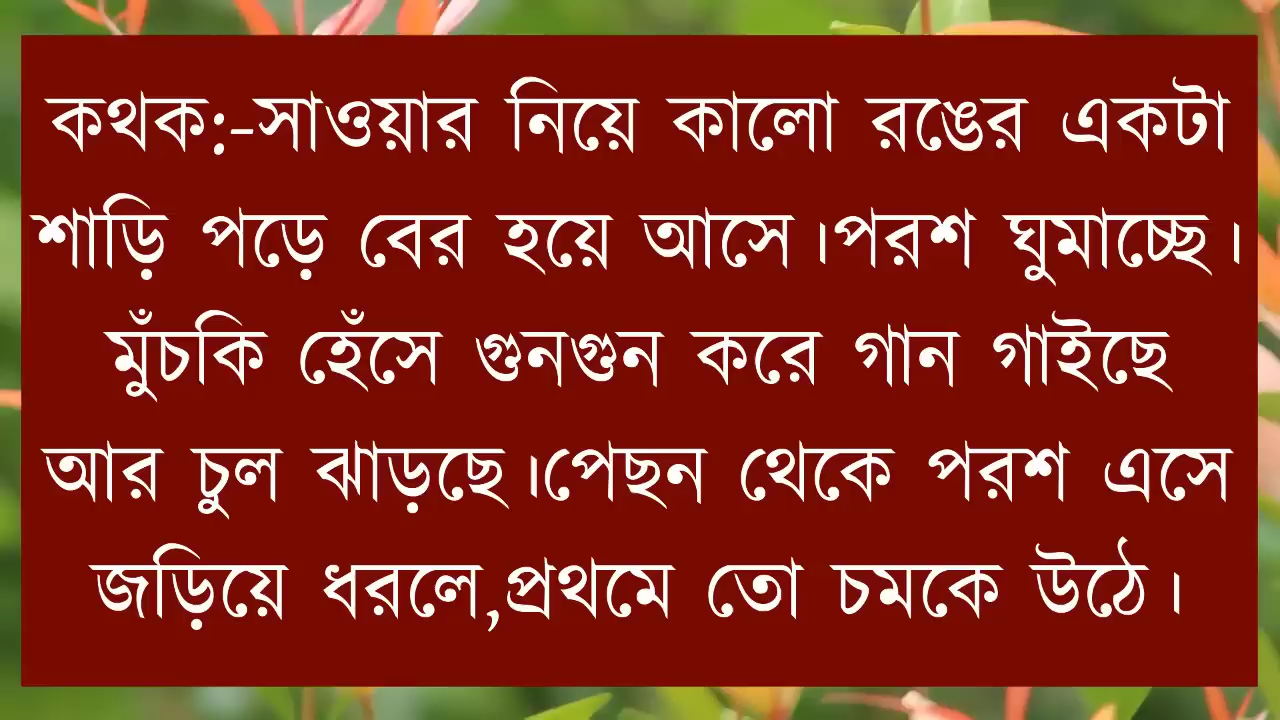 কথক:-সাওয়ার নিয়ে কালো রঙের একটা
শাড়ি পড়ে বের হয়ে আসে।পরশ ঘুমাচ্ছে।
মুঁচকি হেঁসে গুনগুন করে গান গাইছে
আর চুল ঝাড়ছে।পেছন থেকে পরশ এসে
জড়িয়ে ধরলে,প্রথমে তো চমকে উঠে।